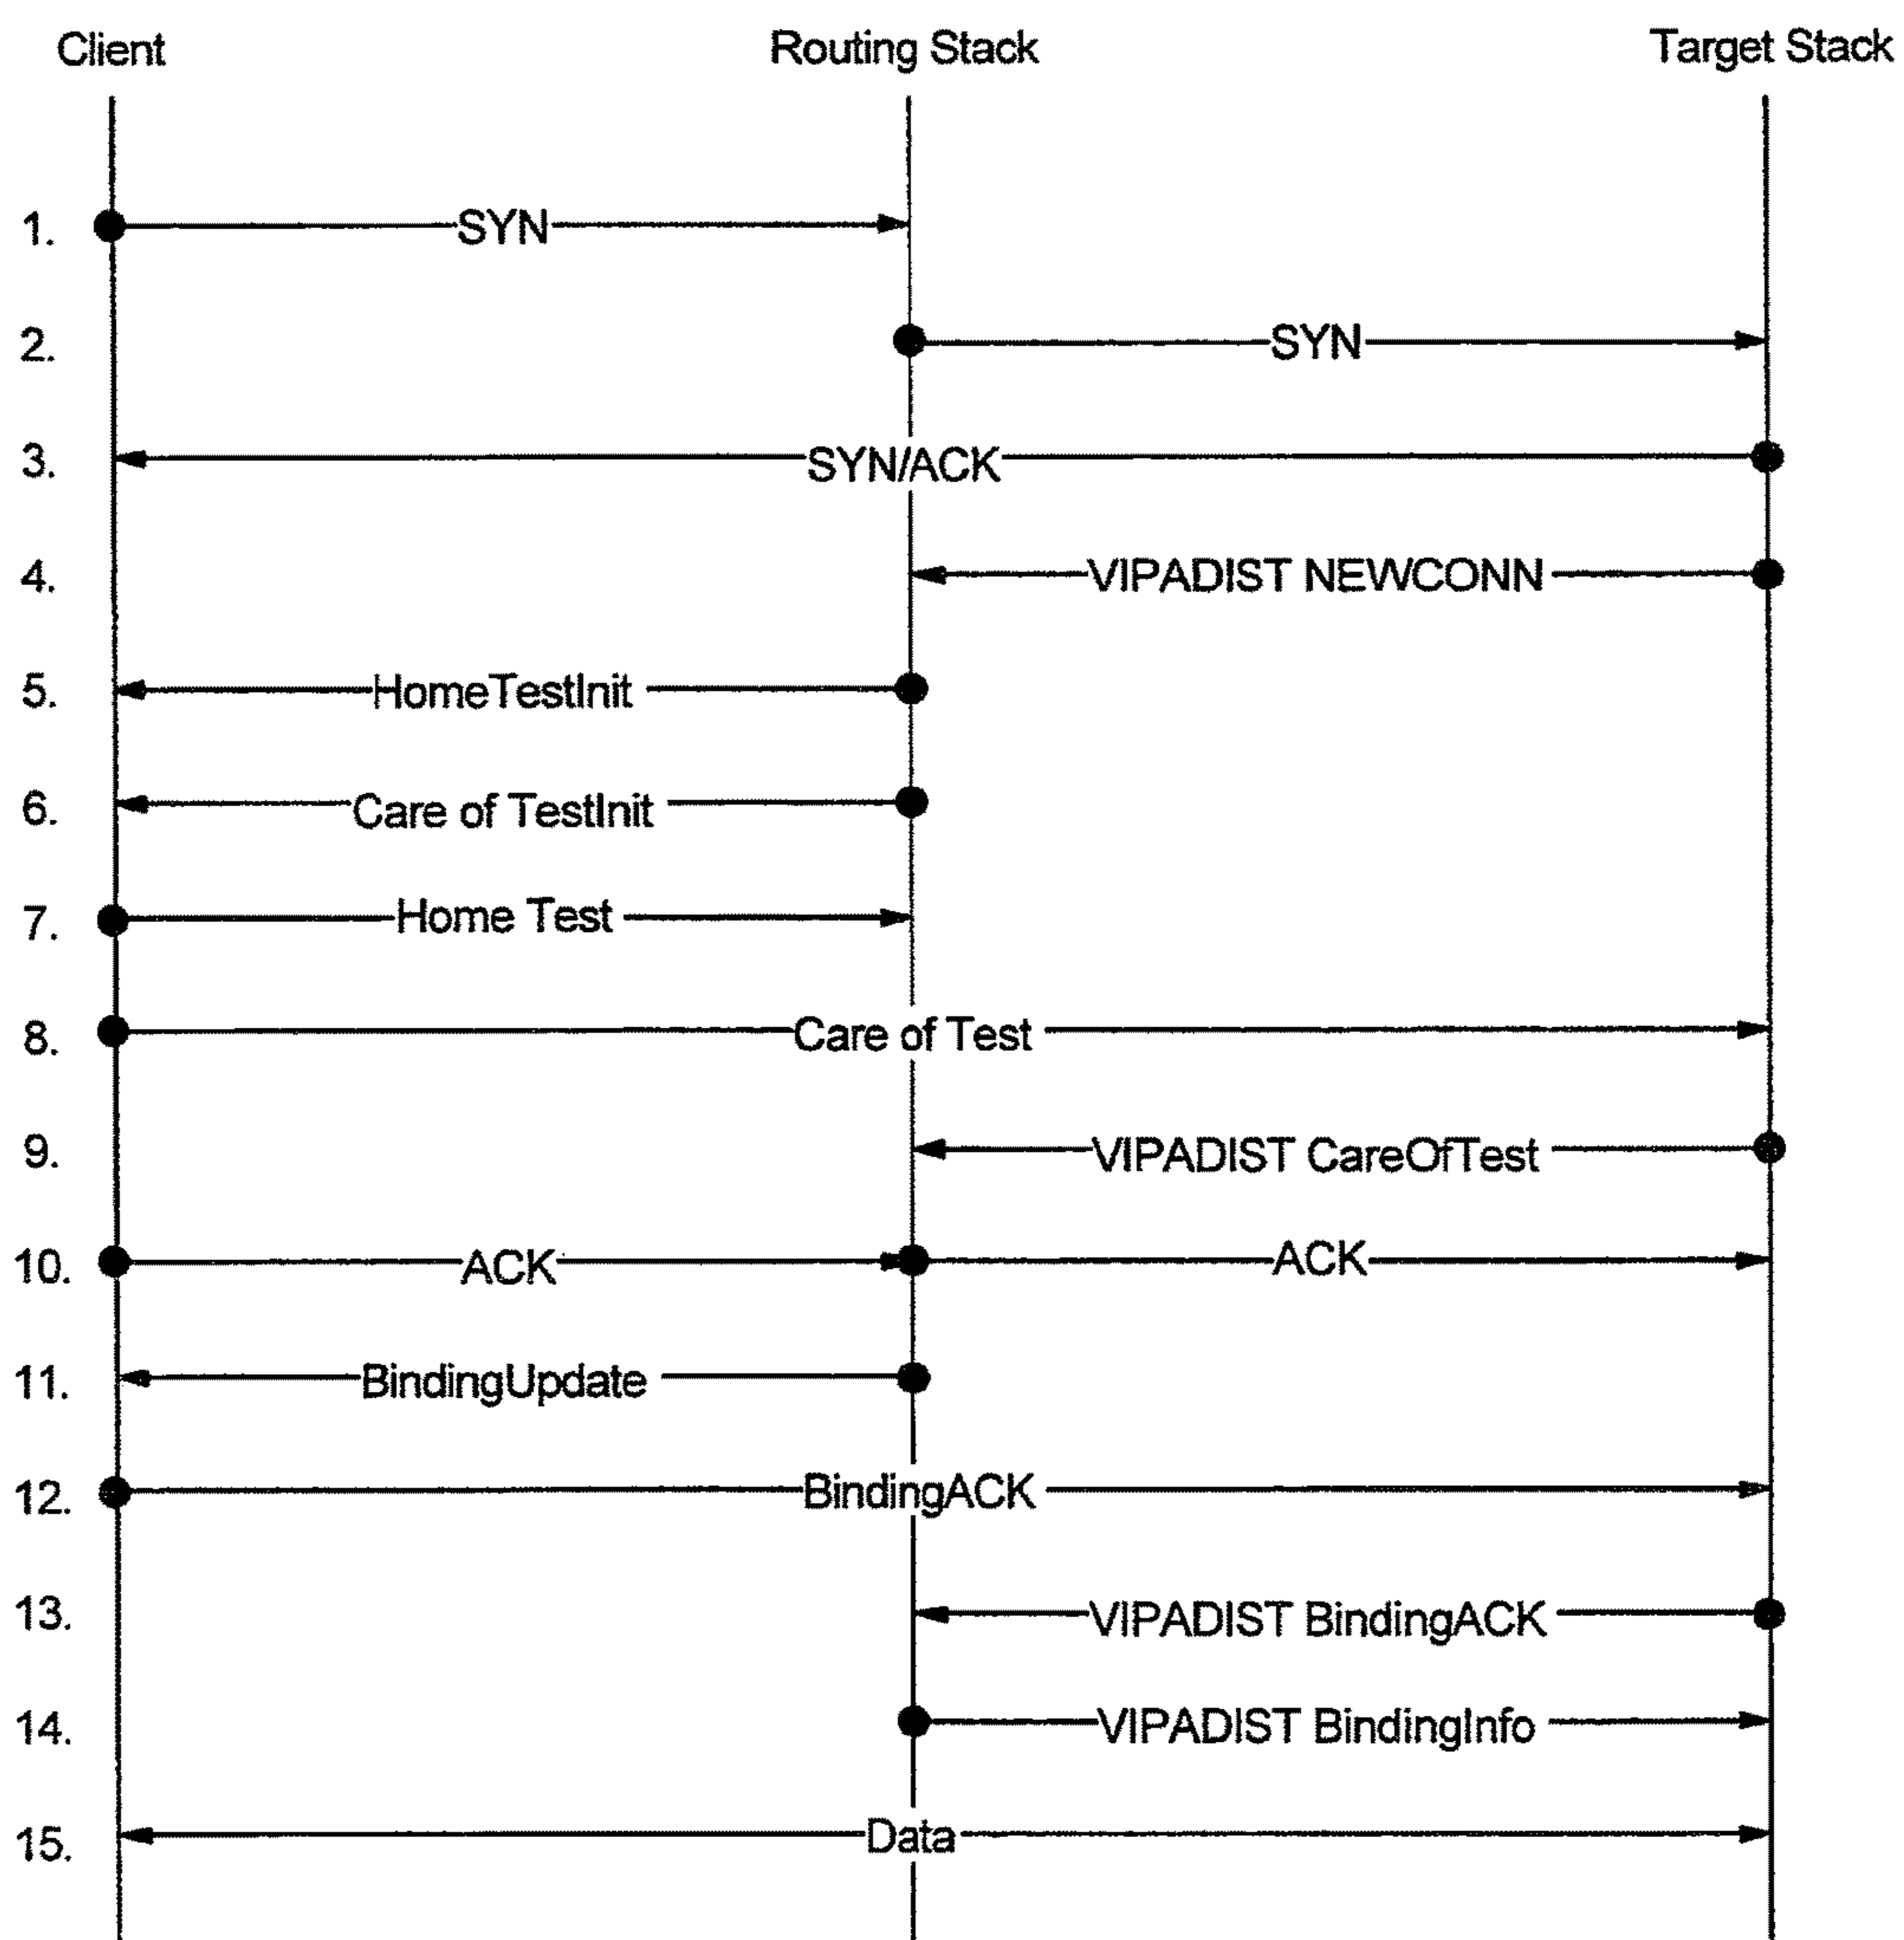 Client Routing Stack Target Stack
1. SYN
2. SYN
3. SYN/ACK
4. VIPADIST NEWCONN
5. HomeTestInit
6. Care of TestInit
7. Home Test
8. Care of Test
9. VIPADIST CareOfTest
10. ACK ACK
11. BindingUpdate
12. BindingACK
13. VIPADIST BindingACK
14. VIPADIST BindingInfo
15. Data